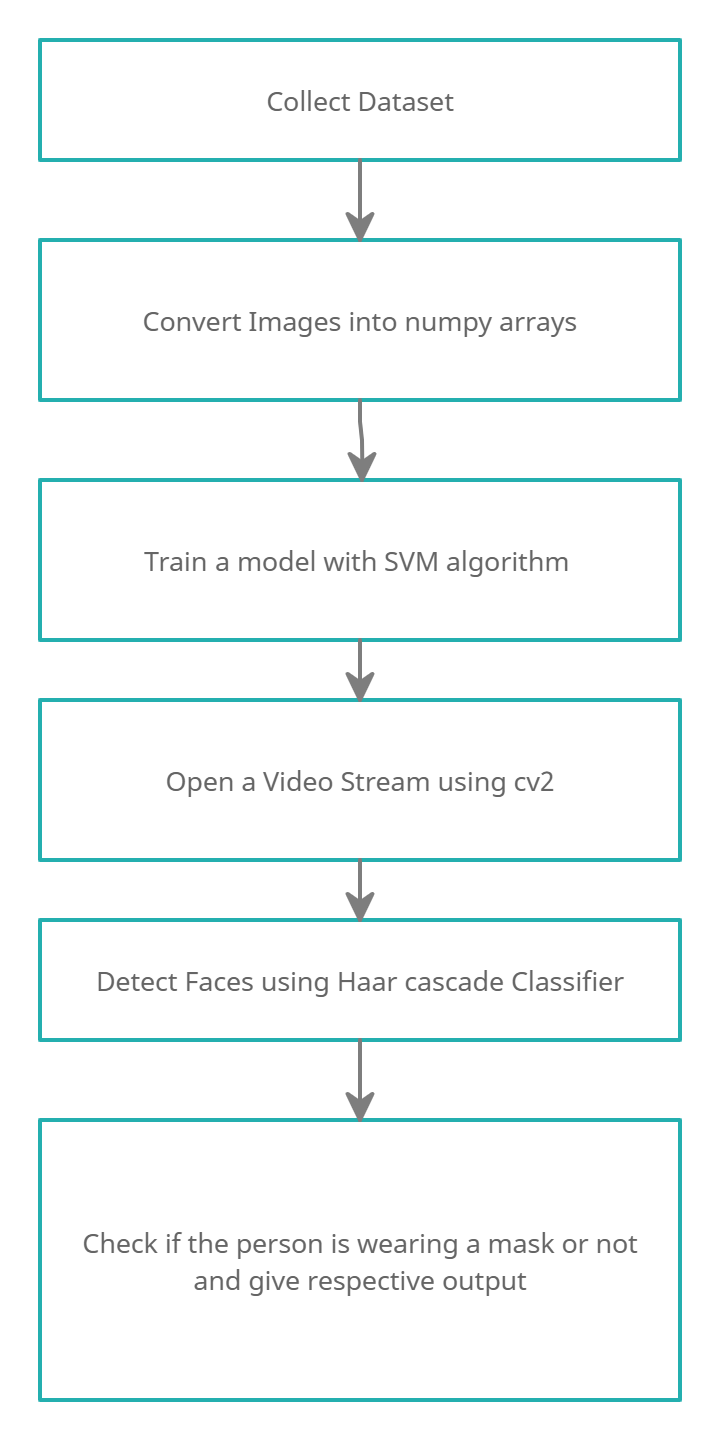 Collect Dataset
Convert Images into numpy arrays
Train a model with SVM algorithm
Open a Video Stream using cv2
Detect Faces using Haar cascade Classifier
Check if the person is wearing a mask or not
and give respective output